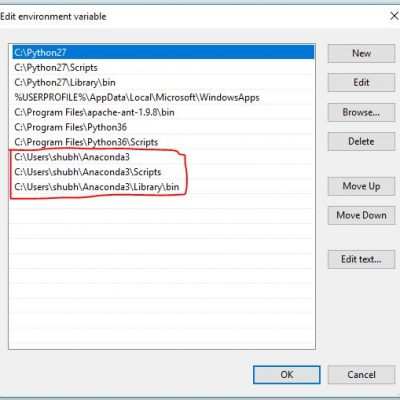 Edit environment variable
C:\Python27
C:\Python27\Scripts
C:\Python27\Library\bin
%USERPROFILE%\AppData\Local\Microsoft\WindowsApps
C:\Program Files\apache-ant-1.9.8\bin
C:\Program Files\Python36
C:\Program Files\Python36\Scripts
C:\Users\shubh\Anaconda3
C:\Users\shubh\Anaconda3\Scripts
C:\Users\shubh\Anaconda3\Library\bin
New
Edit
Browse...
Delete
Move Up
Move Down
Edit text...
OK
Cancel